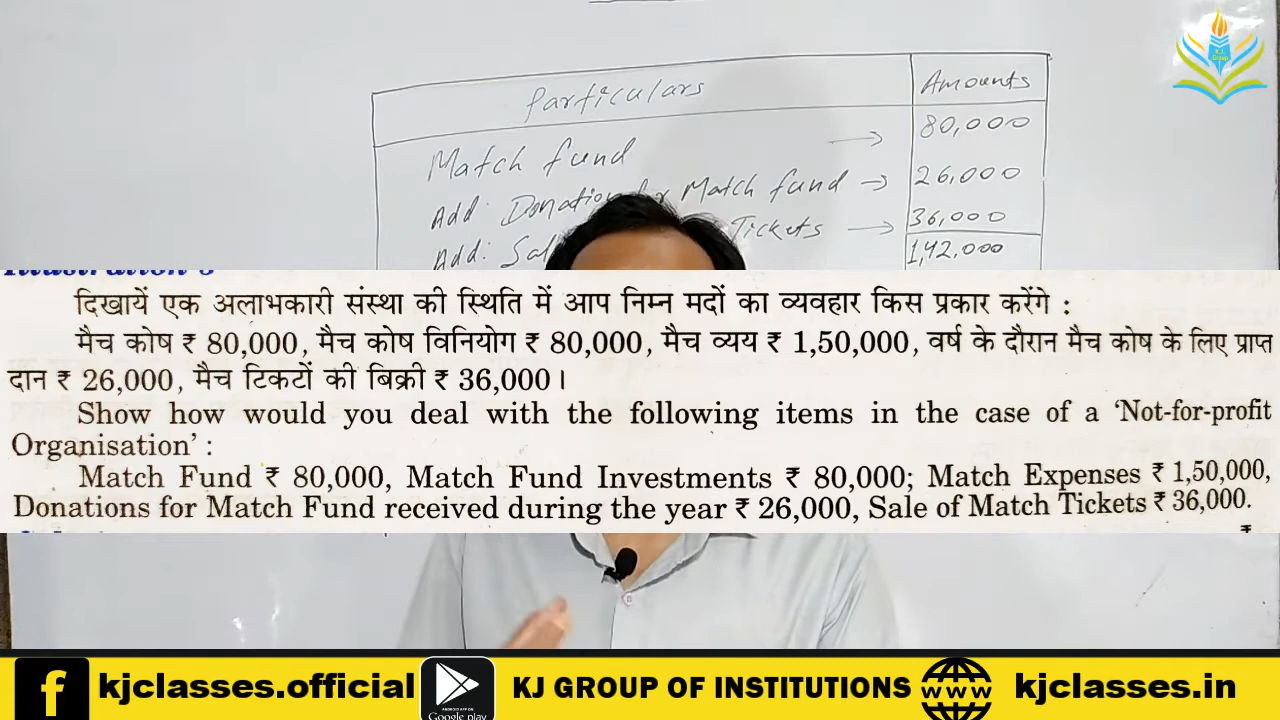 Particulars Amounts
Match fund → 80,000
Add: Donation for Match fund → 26,000
Add: Tickets → 36,000
1,42,000
दिखायें एक अलाभकारी संस्था की स्थिति में आप निम्न मदों का व्यवहार किस प्रकार करेंगे :
मैच कोष ₹ 80,000, मैच कोष विनियोग ₹ 80,000, मैच व्यय ₹ 1,50,000, वर्ष के दौरान मैच कोष के लिए प्राप्त
दान ₹ 26,000, मैच टिकटों की बिक्री ₹ 36,000।
Show how would you deal with the following items in the case of a ‘Not-for-profit
Organisation’ :
Match Fund ₹ 80,000, Match Fund Investments ₹ 80,000; Match Expenses ₹ 1,50,000,
Donations for Match Fund received during the year ₹ 26,000, Sale of Match Tickets ₹ 36,000.
₹
f kjclasses.official Google play KJ GROUP OF INSTITUTIONS www kjclasses.in